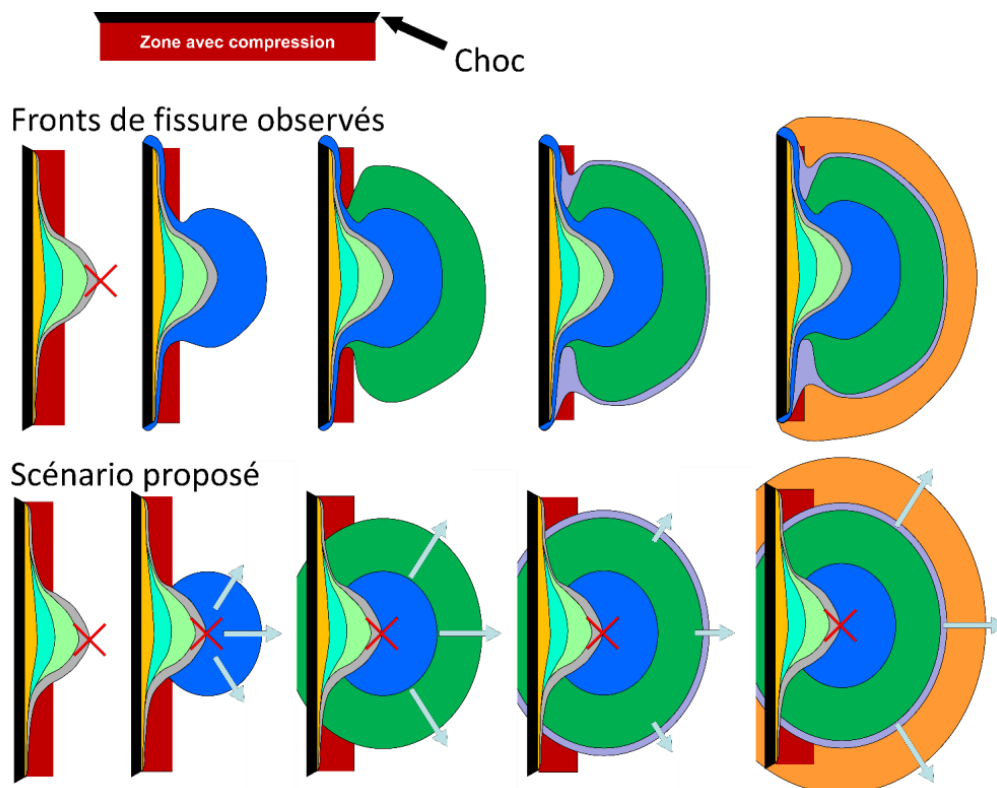 Zone avec compression
Choc
Fronts de fissure observés
Scénario proposé